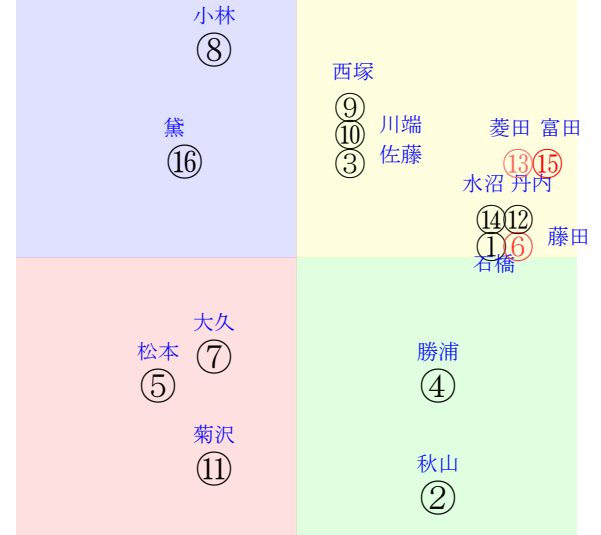 小林
⑧
西塚
⑨
黛
⑩ 川端
菱田 富田
⑯
③ 佐藤
⑬⑮
水沼 丹内
⑭⑫
藤田
①⑥
石橋
大久
松本 ⑦
勝浦
⑤
④
菊沢
⑪
秋山
②